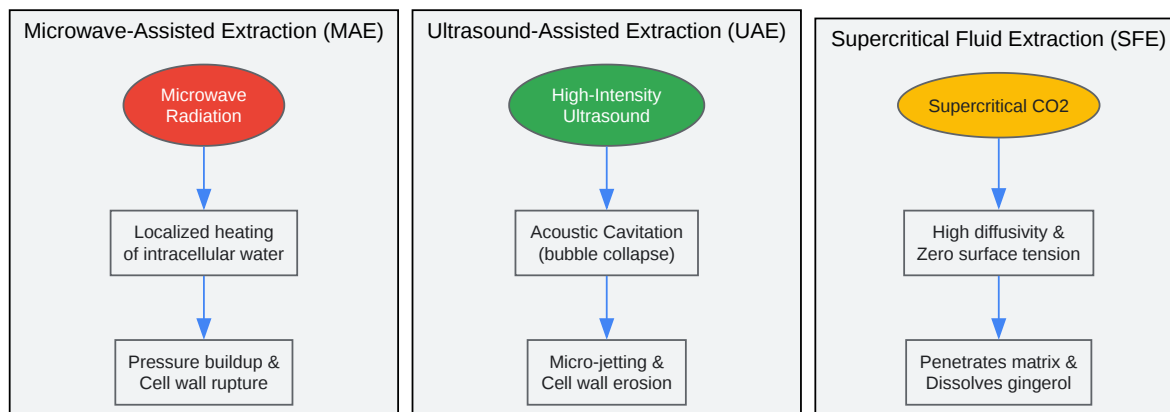 Microwave-Assisted Extraction (MAE)
Microwave
Radiation
Localized heating
of intracellular water
Pressure buildup &
Cell wall rupture
Ultrasound-Assisted Extraction (UAE)
High-Intensity
Ultrasound
Acoustic Cavitation
(bubble collapse)
Micro-jetting &
Cell wall erosion
Supercritical Fluid Extraction (SFE)
Supercritical CO2
High diffusivity &
Zero surface tension
Penetrates matrix &
Dissolves gingerol